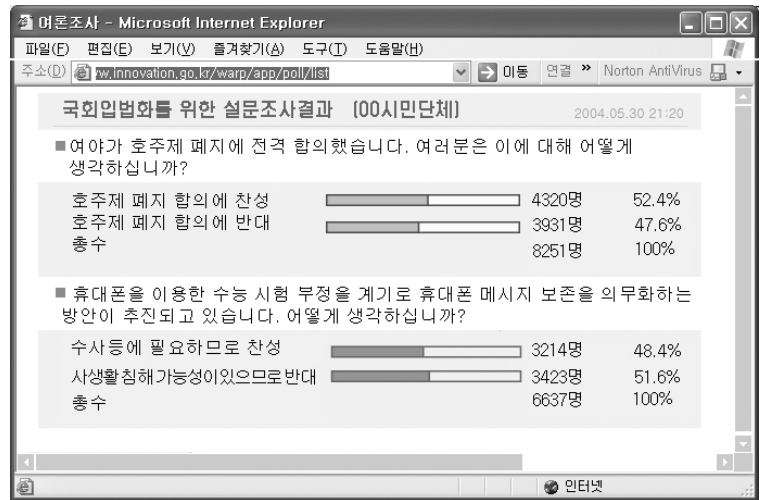 여론조사 - Microsoft Internet Explorer
파일(F) 편집(E) 보기(V) 즐겨찾기(A) 도구(T) 도움말(H)
주소(D) ww.innovation.go.kr/warp/app/poll/list 이동 연결 » Norton AntiVirus
국회입법화를 위한 설문조사결과 (00시민단체) 2004.05.30 21:20
■여야가 호주제 폐지에 전격 합의했습니다. 여러분은 이에 대해 어떻게
생각하십니까?
호주제 폐지 합의에 찬성 4320명 52.4%
호주제 폐지 합의에 반대 3931명 47.6%
총수 8251명 100%
■ 휴대폰을 이용한 수능 시험 부정을 계기로 휴대폰 메시지 보존을 의무화하는
방안이 추진되고 있습니다. 어떻게 생각하십니까?
수사등에 필요하므로 찬성 3214명 48.4%
사생활침해가능성이있으므로반대 3423명 51.6%
총수 6637명 100%
인터넷